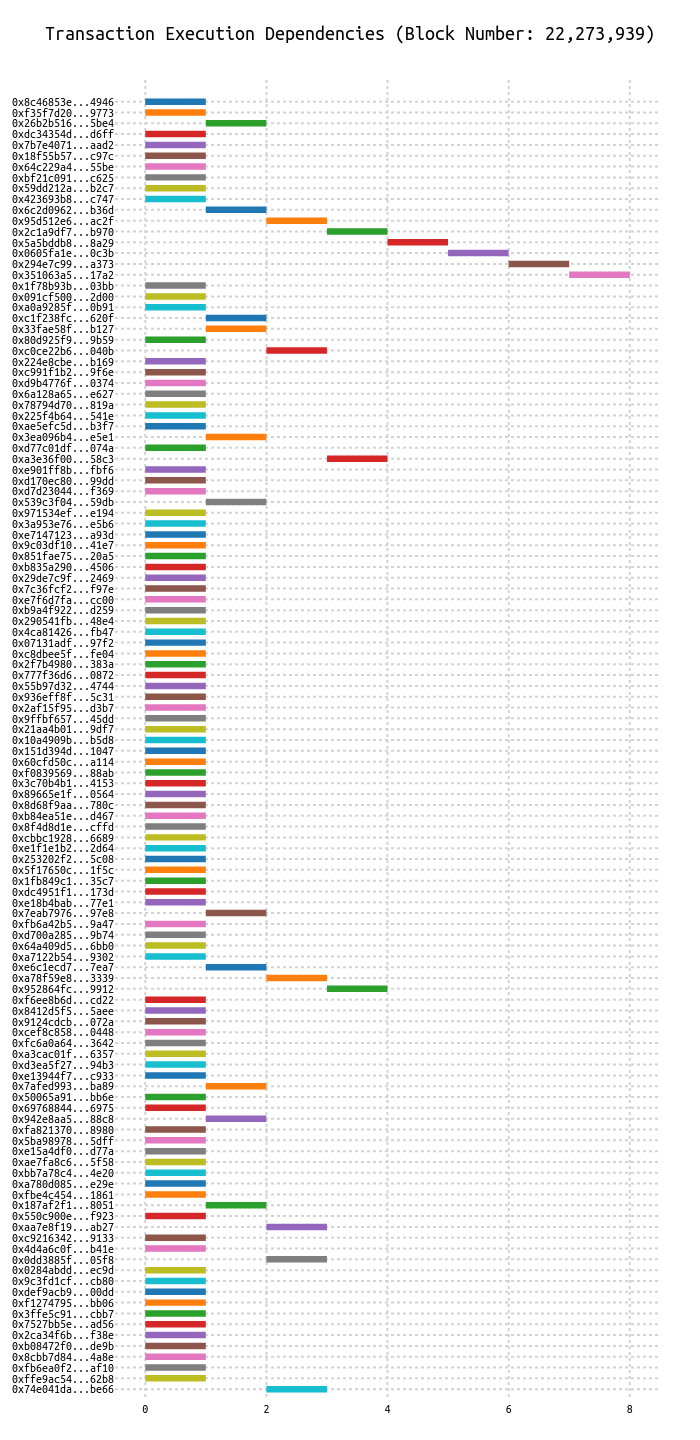 Transaction Execution Dependencies (Block Number: 22,273,939)
0x8c46853e...4946
0xf35f7d20...9773
0x26b2b516...5be4
0xdc34354d...d6ff
0x7b7e4071...aad2
0x18f55b57...c97c
0x64c229a4...55be
0xbf21c091...c625
0x59dd212a...b2c7
0x423693b8...c747
0x6c2d0962...b36d
0x95d512e6...ac2f
0x2c1a9df7...b970
0x5a5bddb8...8a29
0x0605fa1e...0c3b
0x294e7c99...a373
0x351063a5...17a2
0x1f78b93b...03bb
0x091cf500...2d00
0xa0a9285f...0b91
0xc1f238fc...620f
0x33fae58f...b127
0x80d925f9...9b59
0xc0ce22b6...040b
0x224e8cbe...b169
0xc991f1b2...9f6e
0xd9b4776f...0374
0x6a128a65...e627
0x78794d70...819a
0x225f4b64...541e
0xae5efc5d...b3f7
0x3ea096b4...e5e1
0xd77c01df...074a
0xa3e36f00...58c3
0xe901ff8b...fbf6
0xd170ec80...99dd
0xd7d23044...f369
0x539c3f04...59db
0x971534ef...e194
0x3a953e76...e5b6
0xe7147123...a93d
0x9c03df10...41e7
0x851fae75...20a5
0xb835a290...4506
0x29de7c9f...2469
0x7c36fcf2...f97e
0xe7f6d7fa...cc00
0xb9a4f922...d259
0x290541fb...48e4
0x4ca81426...fb47
0x07131adf...97f2
0xc8dbee5f...fe04
0x2f7b4980...383a
0x777f36d6...0872
0x55b97d32...4744
0x936eff8f...5c31
0x2af15f95...d3b7
0x9ffbf657...45dd
0x21aa4b01...9df7
0x10a4909b...b5d8
0x151d394d...1047
0x60cfd50c...a114
0xf0839569...88ab
0x3c70b4b1...4153
0x89665e1f...0564
0x8d68f9aa...780c
0xb84ea51e...d467
0x8f4d8d1e...cffd
0xcbbc1928...6689
0xe1f1e1b2...2d64
0x253202f2...5c08
0x5f17650c...1f5c
0x1fb849c1...35c7
0xdc4951f1...173d
0xe18b4bab...77e1
0x7eab7976...97e8
0xfb6a42b5...9a47
0xd700a285...9b74
0x64a409d5...6bb0
0xa7122b54...9302
0xe6c1ecd7...7ea7
0xa78f59e8...3339
0x952864fc...9912
0xf6ee8b6d...cd22
0x8412d5f5...5aee
0x9124cdcb...072a
0xcef8c858...0448
0xfc6a0a64...3642
0xa3cac01f...6357
0xd3ea5f27...94b3
0xe13944f7...c933
0x7afed993...ba89
0x50065a91...bb6e
0x69768844...6975
0x942e8aa5...88c8
0xfa821370...8980
0x5ba98978...5dff
0xe15a4df0...d77a
0xae7fa8c6...5f58
0xbb7a78c4...4e20
0xa780d085...e29e
0xfbe4c454...1861
0x187af2f1...8051
0x550c900e...f923
0xaa7e8f19...ab27
0xc9216342...9133
0x4d4a6c0f...b41e
0x0dd3885f...05f8
0x0284abdd...ec9d
0x9c3fd1cf...cb80
0xdef9acb9...00dd
0xf1274795...bb06
0x3ffe5c91...cbb7
0x7527bb5e...ad56
0x2ca34f6b...f38e
0xb08472f0...de9b
0x8cbb7d84...4a8e
0xfb6ea0f2...af10
0xffe9ac54...62b8
0x74e041da...be66
0 2 4 6 8